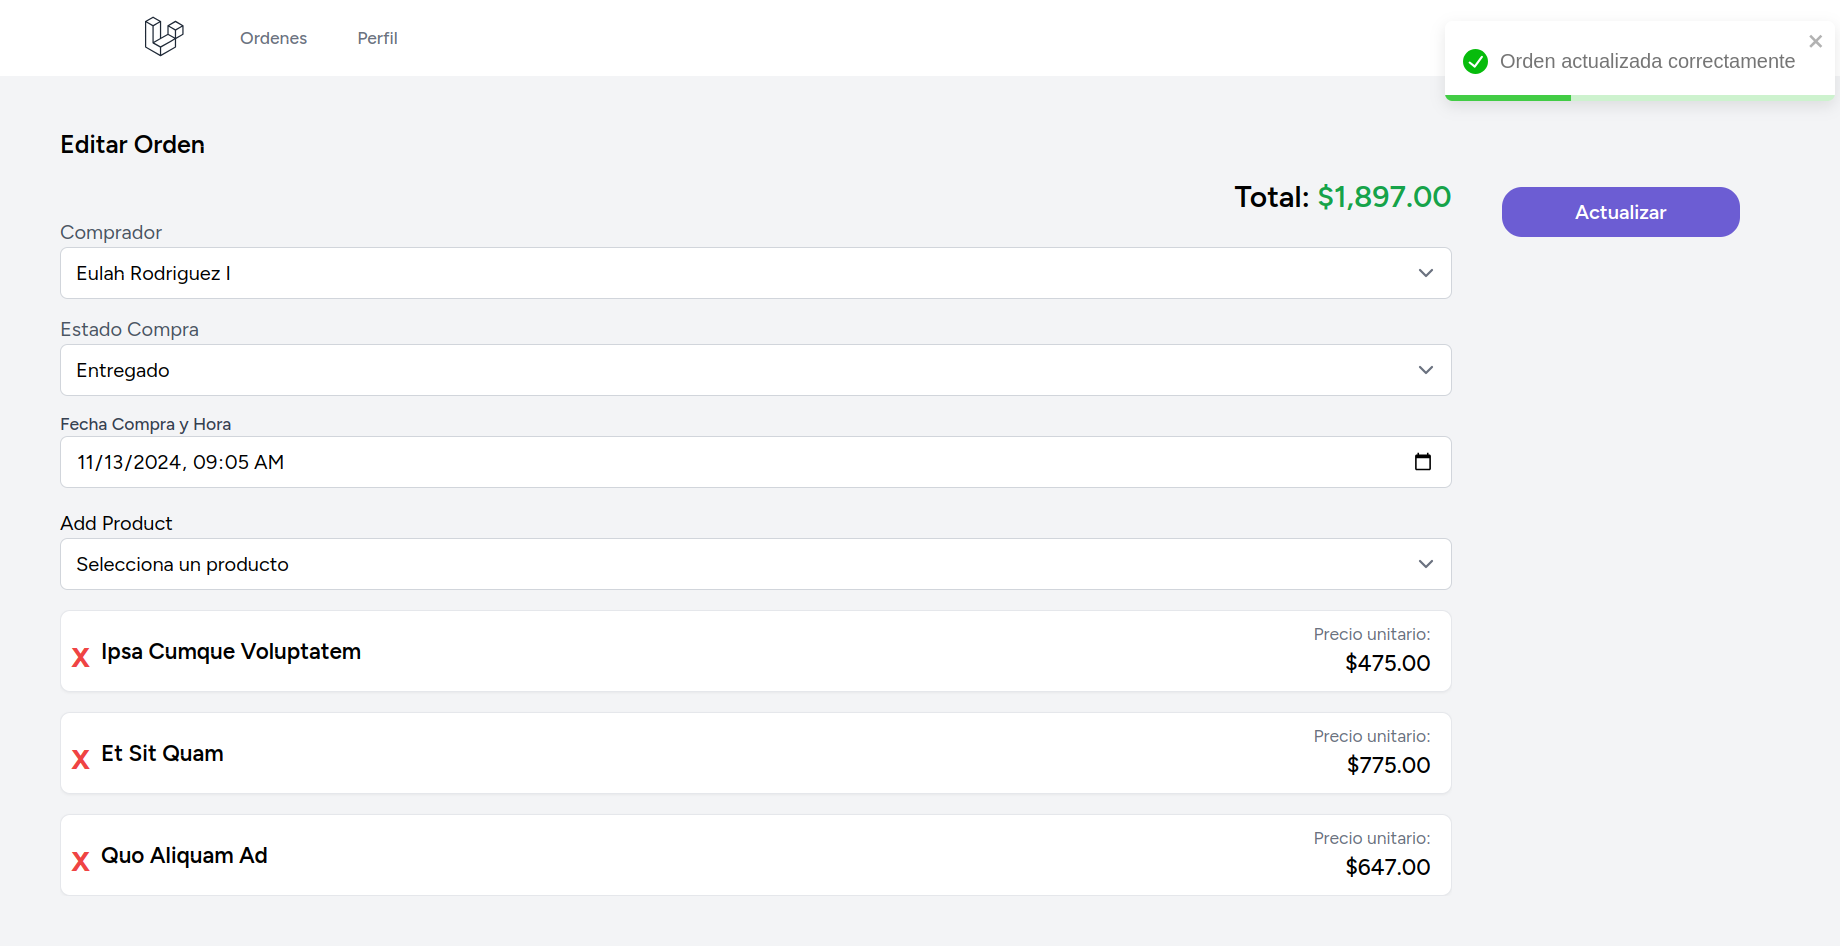 Ordenes
Perfil
Orden actualizada correctamente
Editar Orden
Total: $1,897.00
Actualizar
Comprador
Eulah Rodriguez I
Estado Compra
Entregado
Fecha Compra y Hora
11/13/2024, 09:05 AM
Add Product
Selecciona un producto
X Ipsa Cumque Voluptatem
Precio unitario:
$475.00
X Et Sit Quam
Precio unitario:
$775.00
X Quo Aliquam Ad
Precio unitario:
$647.00